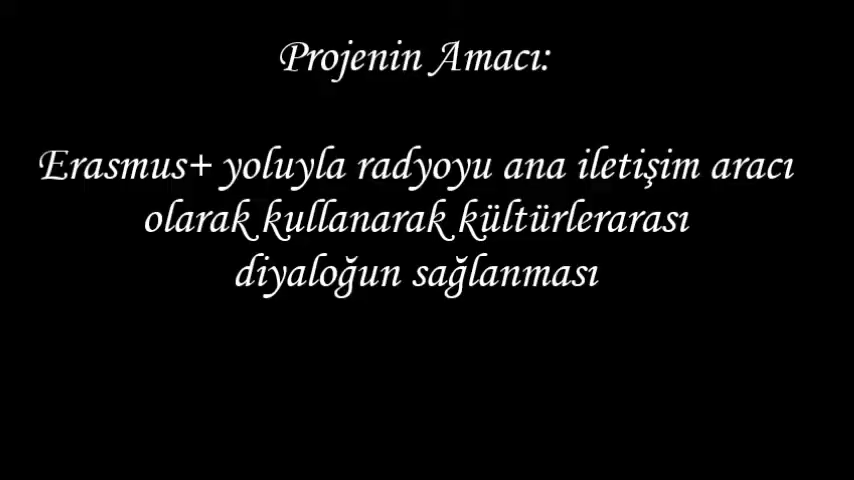 Projenin Amacı:
Erasmus+ yoluyla radyoyu ana iletişim aracı
olarak kullanarak kültürlerarası
diyaloğun sağlanması